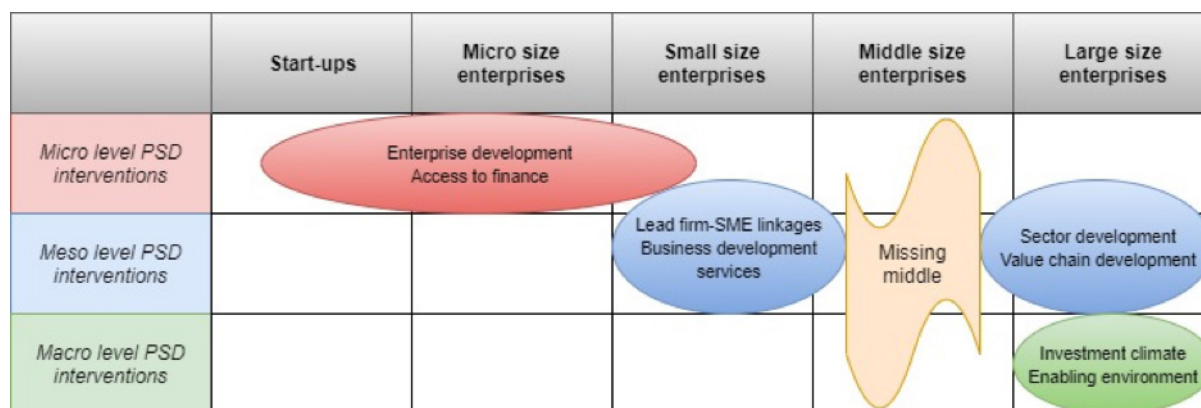 Start-ups
Micro size
enterprises
Small size
enterprises
Middle size
enterprises
Large size
enterprises
Micro level PSD
interventions
Enterprise development
Access to finance
Meso level PSD
interventions
Lead firm-SME linkages
Business development
services
Missing
middle
Sector development
Value chain development
Macro level PSD
interventions
Investment climate
Enabling environment